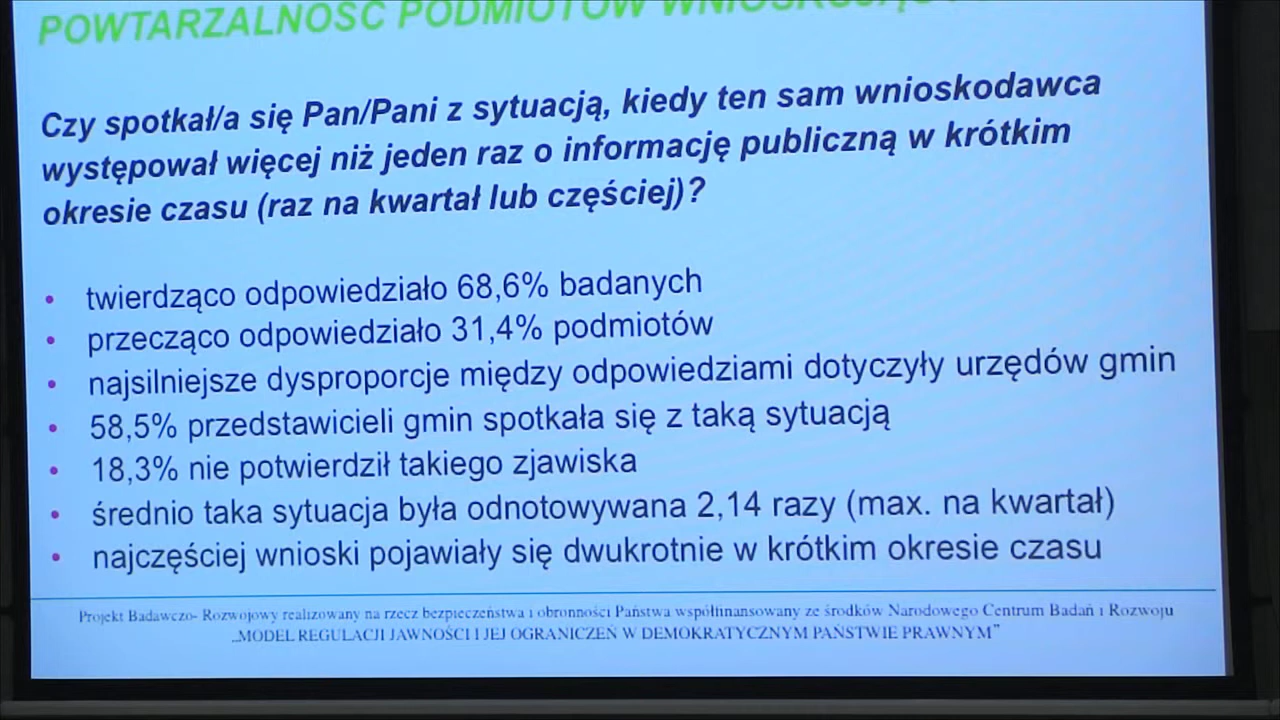 POWTARZALNOŚĆ PODMIOTÓW
Czy spotkał/a się Pan/Pani z sytuacją, kiedy ten sam wnioskodawca
występował więcej niż jeden raz o informację publiczną w krótkim
okresie czasu (raz na kwartał lub częściej)?
• twierdząco odpowiedziało 68,6% badanych
• przecząco odpowiedziało 31,4% podmiotów
• najsilniejsze dysproporcje między odpowiedziami dotyczyły urzędów gmin
• 58,5% przedstawicieli gmin spotkała się z taką sytuacją
• 18,3% nie potwierdził takiego zjawiska
• średnio taka sytuacja była odnotowywana 2,14 razy (max. na kwartał)
• najczęściej wnioski pojawiały się dwukrotnie w krótkim okresie czasu
Projekt Badawczo- Rozwojowy realizowany na rzecz bezpieczeństwa i obronności Państwa współfinansowany ze środków Narodowego Centrum Badań i Rozwoju
„MODEL REGULACJI JAWNOŚCI I JEJ OGRANICZEŃ W DEMOKRATYCZNYM PAŃSTWIE PRAWNYM”